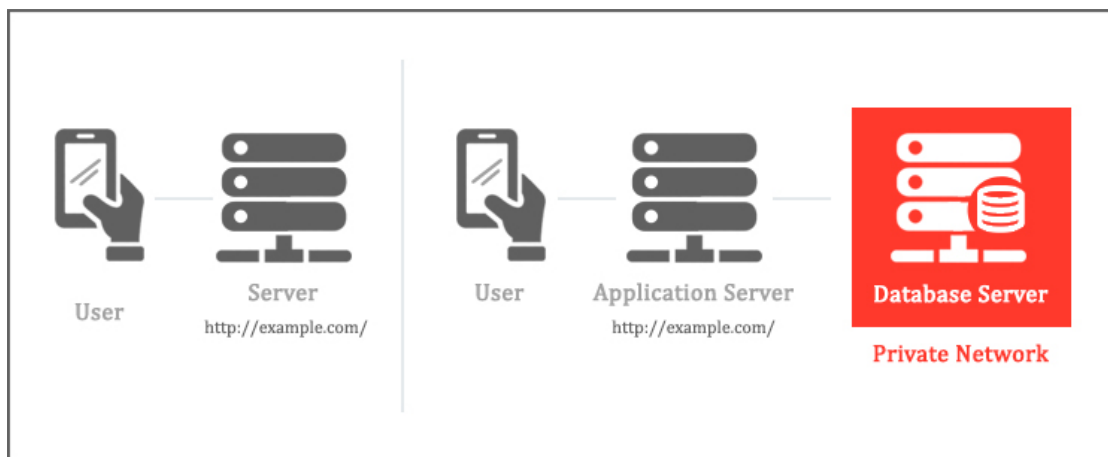 User
Server
http://example.com/
User
Application Server
http://example.com/
Database Server
Private Network